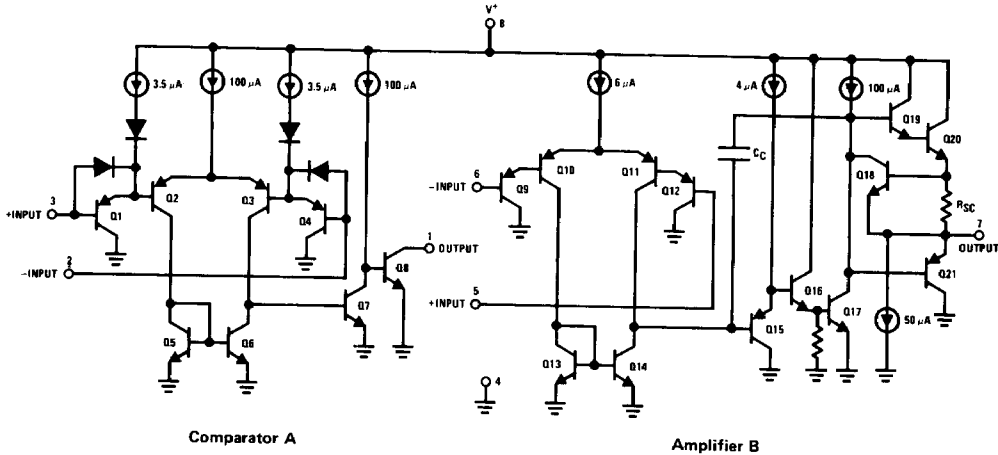 V⁺
8
3.5 μA
100 μA
3.5 μA
100 μA
6 μA
4 μA
100 μA
Q19
Q20
CC
Q10
Q11
Q12
Q18
6
-INPUT
Q9
RSC
7
OUTPUT
3
+INPUT
Q1
Q2
Q3
Q4
1
OUTPUT
2
-INPUT
Q8
5
+INPUT
Q21
Q7
Q16
Q17
50 μA
Q15
Q5
Q6
Q13
Q14
4
Comparator A
Amplifier B